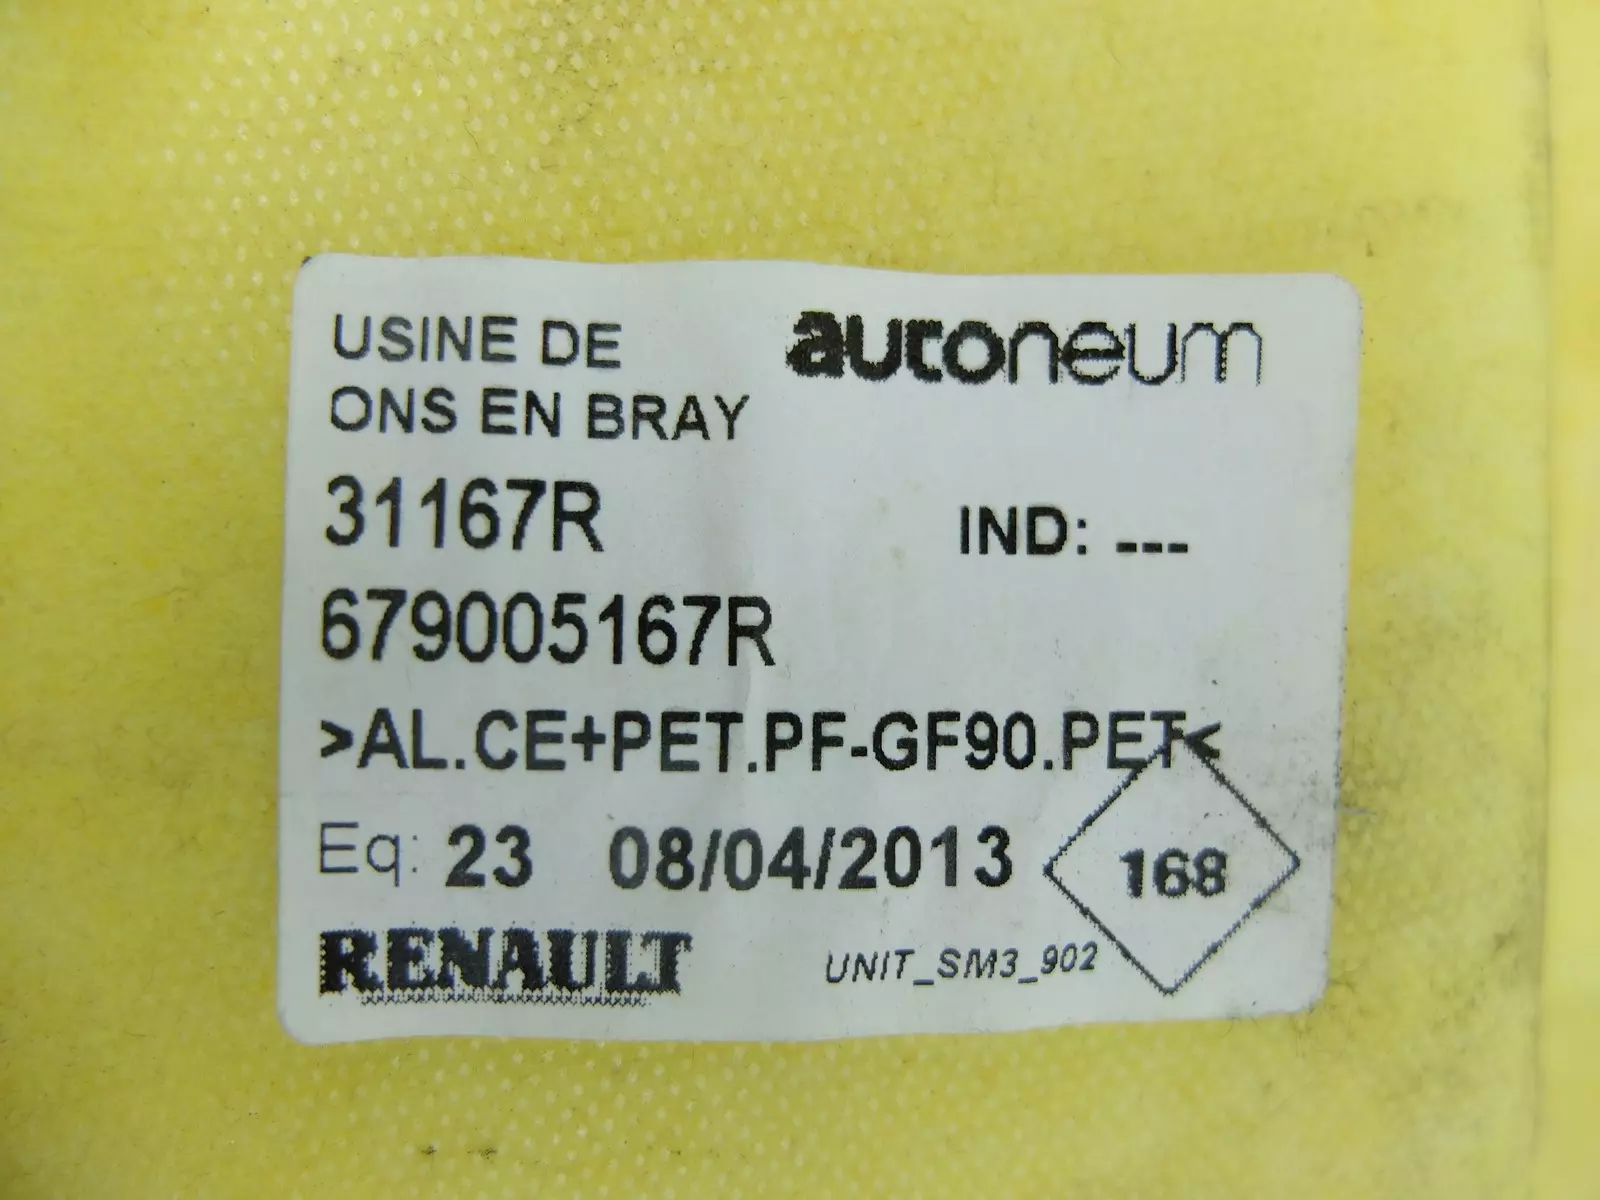 USINE DE
ONS EN BRAY
autoneum
31167R
IND: ---
679005167R
>AL.CE+PET.PF-GF90.PET<
Eq: 23 08/04/2013
168
RENAULT
UNIT_SM3_902